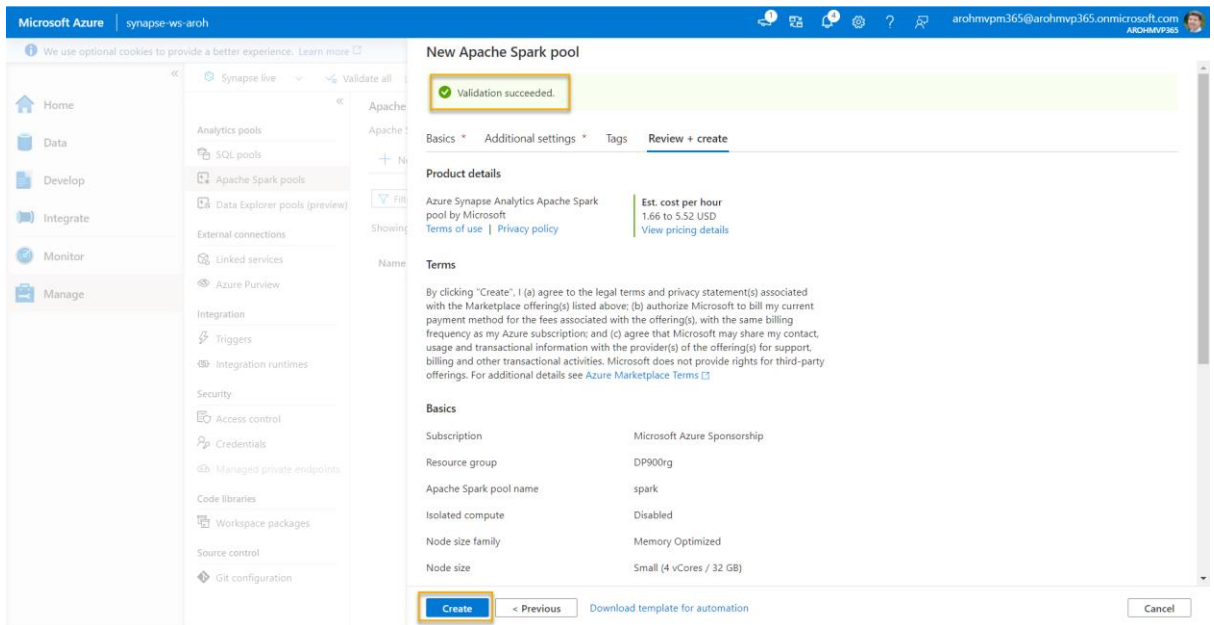 Microsoft Azure | synapse-ws-aroh
arohmvpm365@arohmvp365.onmicrosoft.com
AROHMVP365
We use optional cookies to provide a better experience. Learn more
Synapse live
Validate all
Home
Data
Develop
Integrate
Monitor
Manage
Analytics pools
SQL pools
Apache Spark pools
Data Explorer pools (preview)
External connections
Linked services
Azure Purview
Integration
Triggers
Integration runtimes
Security
Access control
Credentials
Managed private endpoints
Code libraries
Workspace packages
Source control
Git configuration
Apache
Showing
Name
New Apache Spark pool
Validation succeeded.
Basics * Additional settings * Tags Review + create
Product details
Azure Synapse Analytics Apache Spark
pool by Microsoft
Terms of use | Privacy policy
Est. cost per hour
1.66 to 5.52 USD
View pricing details
Terms
By clicking "Create", I (a) agree to the legal terms and privacy statement(s) associated
with the Marketplace offering(s) listed above; (b) authorize Microsoft to bill my current
payment method for the fees associated with the offering(s), with the same billing
frequency as my Azure subscription; and (c) agree that Microsoft may share my contact,
usage and transactional information with the provider(s) of the offering(s) for support,
billing and other transactional activities. Microsoft does not provide rights for third-party
offerings. For additional details see Azure Marketplace Terms
Basics
Subscription Microsoft Azure Sponsorship
Resource group DP900rg
Apache Spark pool name spark
Isolated compute Disabled
Node size family Memory Optimized
Node size Small (4 vCores / 32 GB)
Create < Previous Download template for automation Cancel